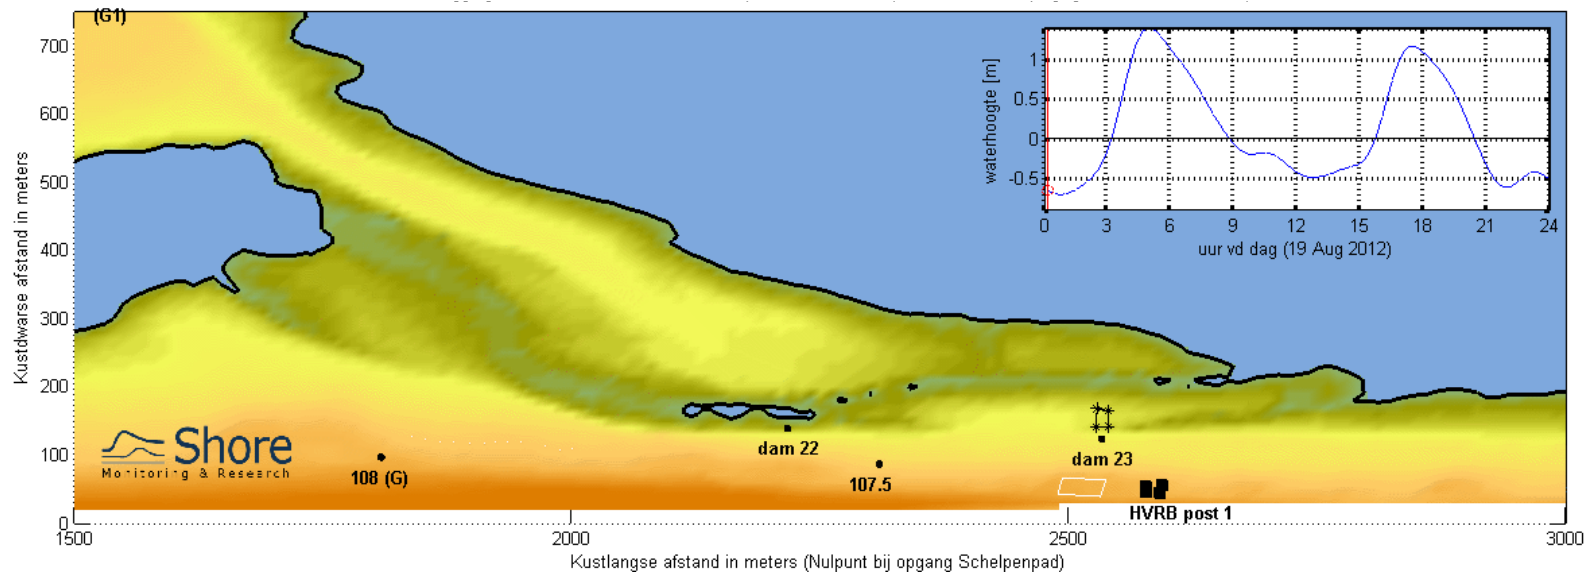 (G1)
700
600
500
400
300
200
100
0
Kustdwarse afstand in meters
1500
2000
2500
3000
Kustlangse afstand in meters (Nulpunt bij opgang Schelpenpad)
waterhoogte [m]
1
0.5
0
-0.5
0 3 6 9 12 15 18 21 24
uur vd dag (19 Aug 2012)
Shore
Monitoring & Research
108 (G)
dam 22
107.5
dam 23
HVRB post 1